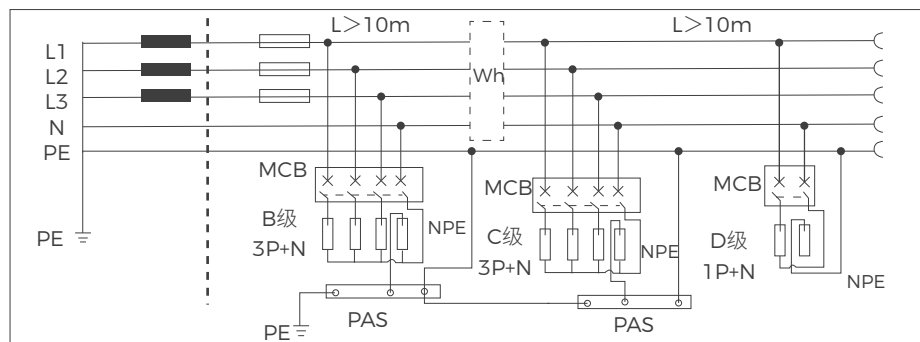 L>10m
L>10m
L1
L2
L3
N
PE
Wh
MCB
MCB
MCB
B级
3P+N
NPE
C级
3P+N
NPE
D级
1P+N
NPE
PE
PAS
PAS
PE